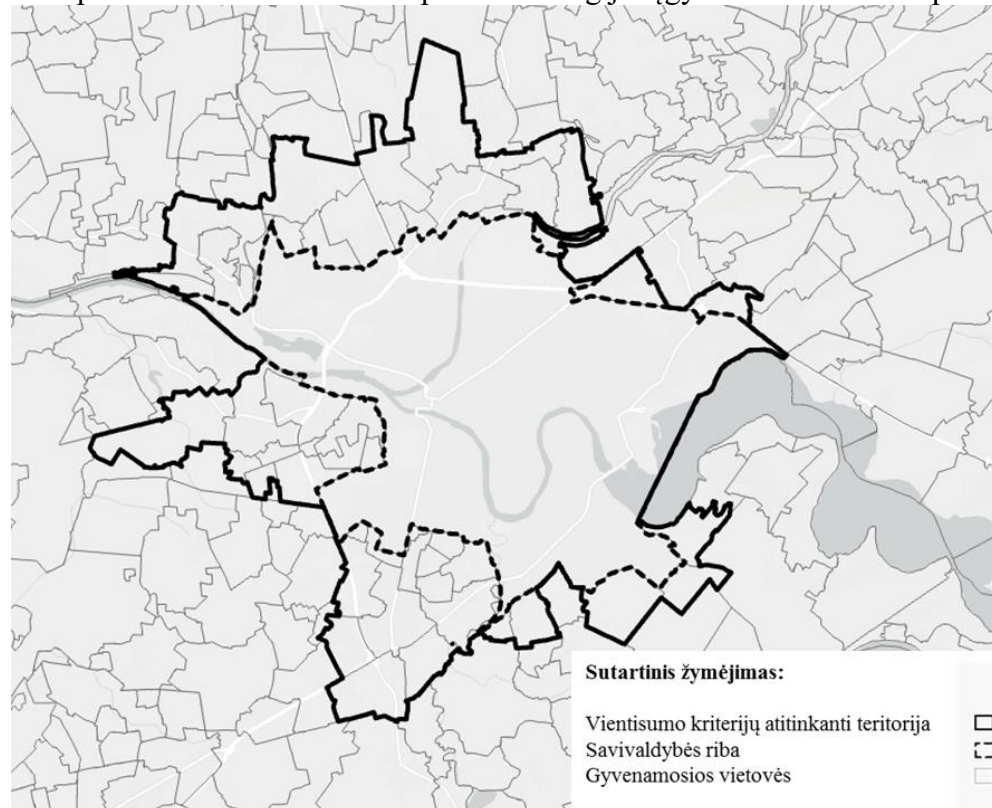 Sutartinis žymėjimas:
Vientisumo kriterijų atitinkanti teritorija
Savivaldybės riba
Gyvenamosios vietovės